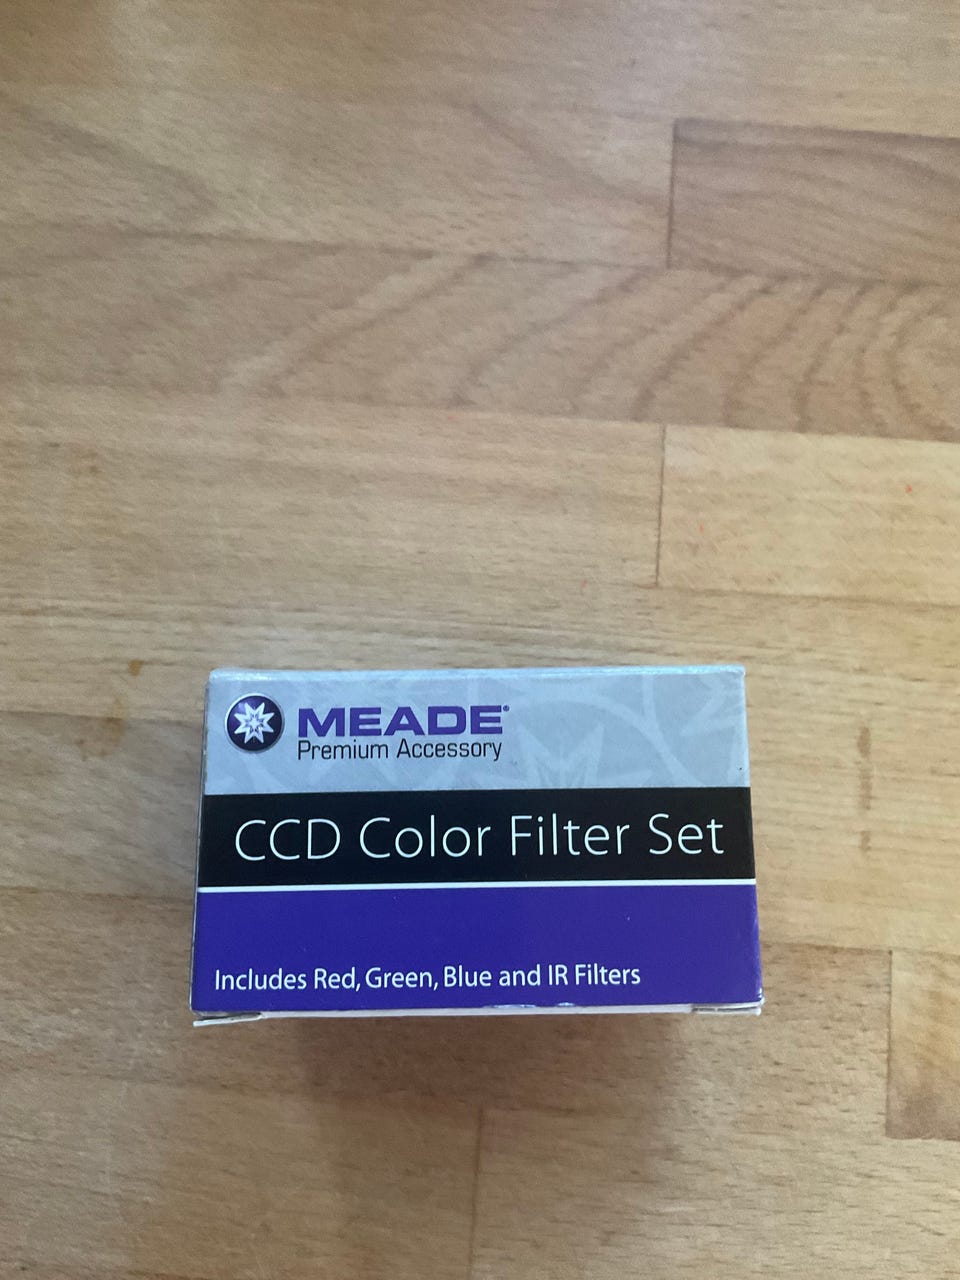 MEADE®
Premium Accessory
CCD Color Filter Set
Includes Red, Green, Blue and IR Filters